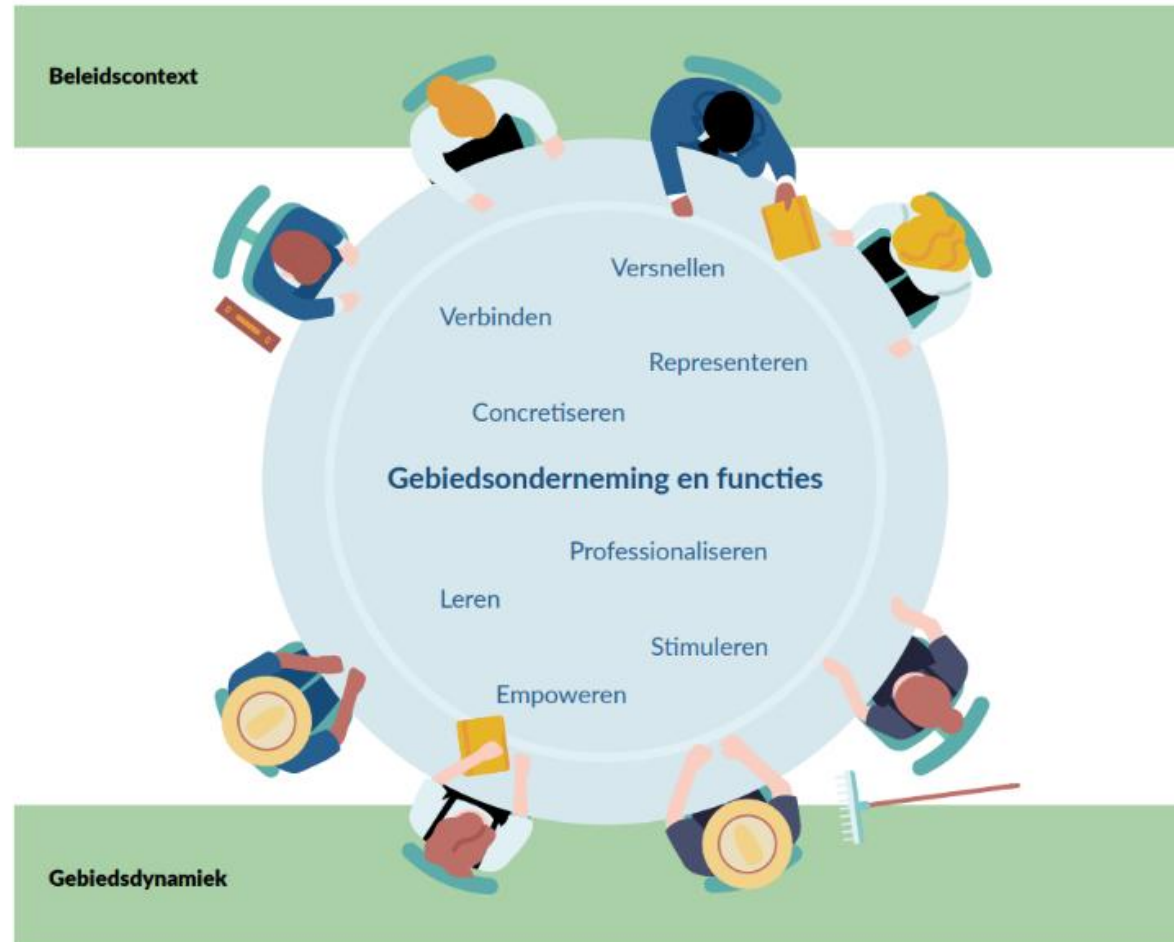 Beleidscontext
Versnellen
Verbinden
Representeren
Concretiseren
Gebiedsonderneming en functies
Professionaliseren
Leren
Stimuleren
Empoweren
Gebiedsdynamiek